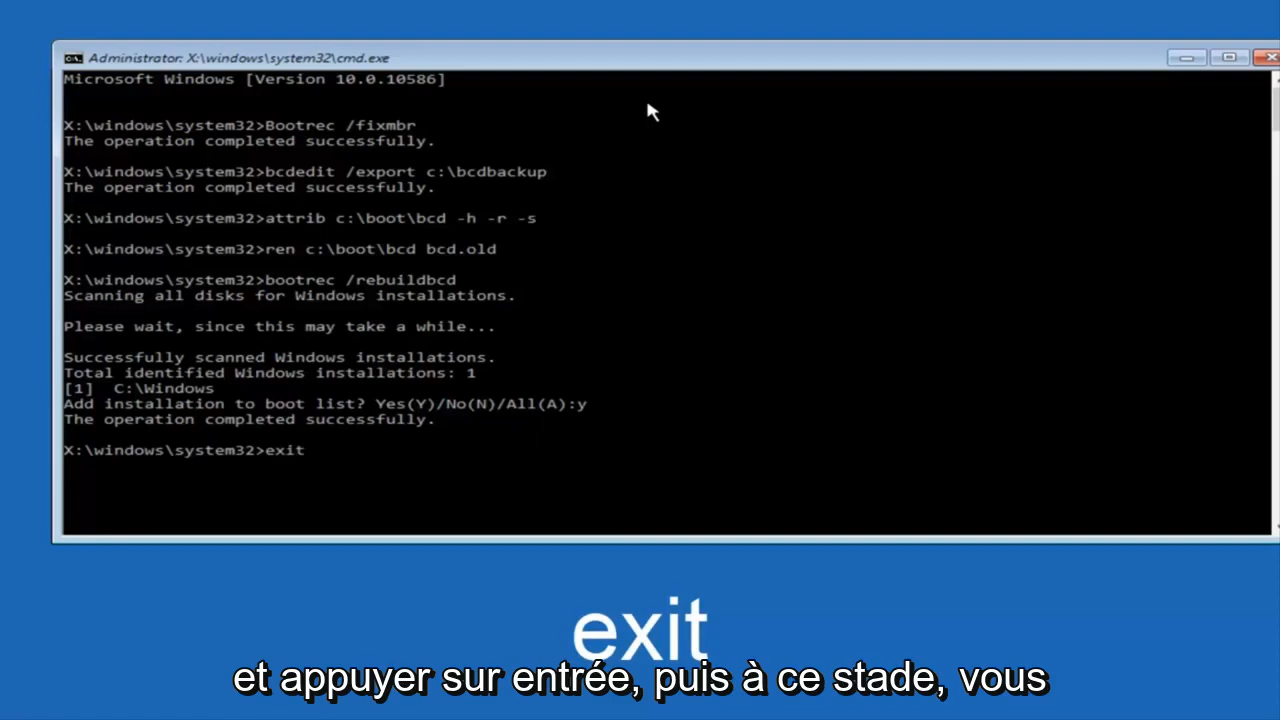 Administrator: X:\windows\system32\cmd.exe
Microsoft Windows [Version 10.0.10586]
X:\windows\system32>Bootrec /fixmbr
The operation completed successfully.
X:\windows\system32>bcdedit /export c:\bcdbackup
The operation completed successfully.
X:\windows\system32>attrib c:\boot\bcd -h -r -s
X:\windows\system32>ren c:\boot\bcd bcd.old
X:\windows\system32>bootrec /rebuildbcd
Scanning all disks for Windows installations.
Please wait, since this may take a while...
Successfully scanned Windows installations.
Total identified Windows installations: 1
[1]  C:\Windows
Add installation to boot list? Yes(Y)/No(N)/All(A):y
The operation completed successfully.
X:\windows\system32>exit
exit
et appuyer sur entrée, puis à ce stade, vous